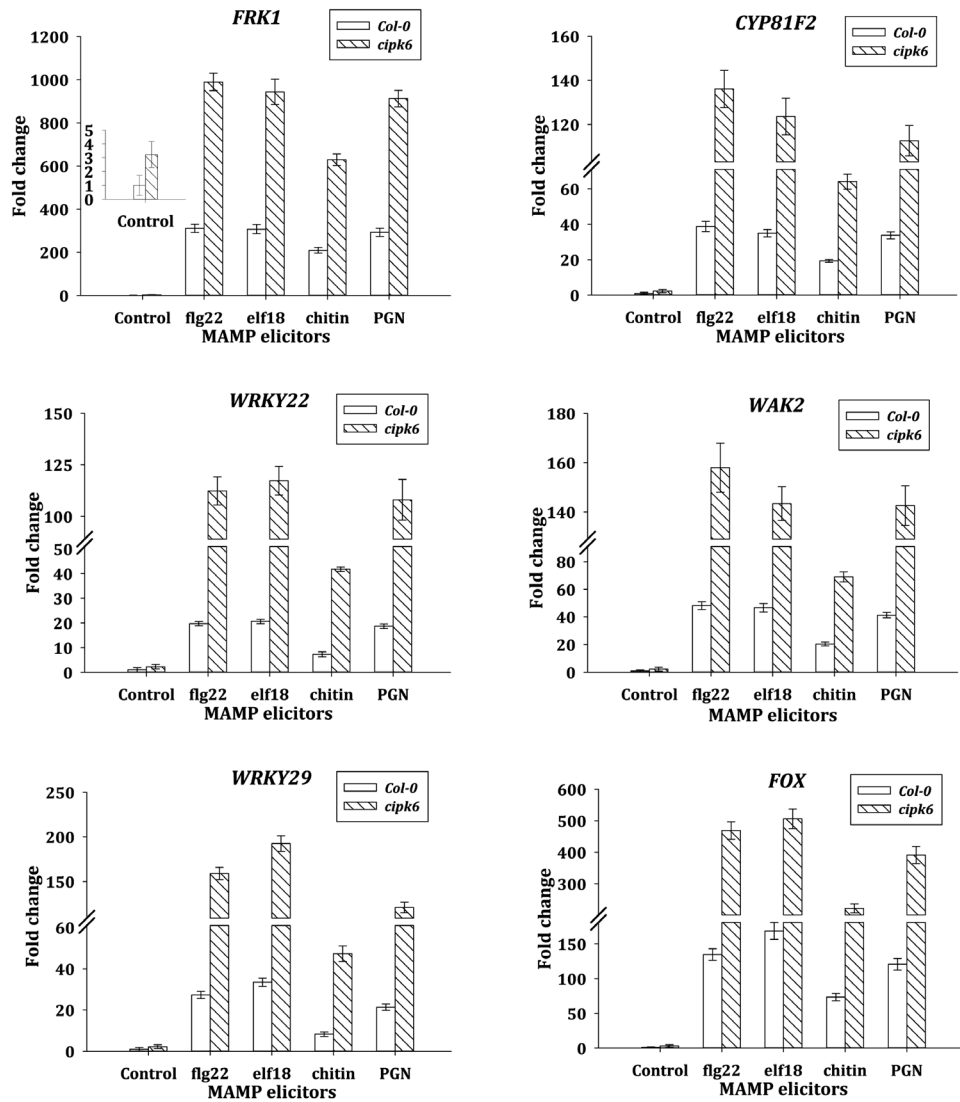 FRK1
Col-0
cipk6
1200
1000
800
600
400
200
0
Fold change
5
4
3
2
1
0
Control
Control flg22 elf18 chitin PGN
MAMP elicitors
CYP81F2
Col-0
cipk6
160
140
120
60
40
20
0
Fold change
Control flg22 elf18 chitin PGN
MAMP elicitors
WRKY22
Col-0
cipk6
150
125
100
50
40
30
20
10
0
Fold change
Control flg22 elf18 chitin PGN
MAMP elicitors
WAK2
Col-0
cipk6
180
160
140
80
60
40
20
0
Fold change
Control flg22 elf18 chitin PGN
MAMP elicitors
WRKY29
Col-0
cipk6
250
200
150
60
40
20
0
Fold change
Control flg22 elf18 chitin PGN
MAMP elicitors
FOX
Col-0
cipk6
600
500
400
300
150
100
50
0
Fold change
Control flg22 elf18 chitin PGN
MAMP elicitors